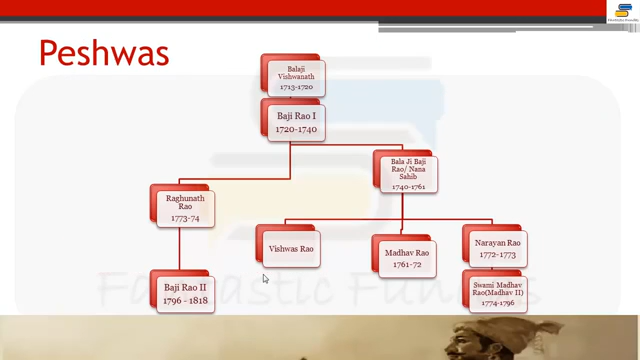 Peshwas
Balaji
Vishwanath
1713-1720
Baji Rao I
1720-1740
Bala Ji Baji
Rao/ Nana
Sahib
1740-1761
Raghunath
Rao
1773-74
Vishwas Rao
Madhav Rao
1761-72
Narayan Rao
1772-1773
Baji Rao II
1796 - 1818
Swami Madhav
Rao(Madhav II)
1774-1796
Fantastic Fundas